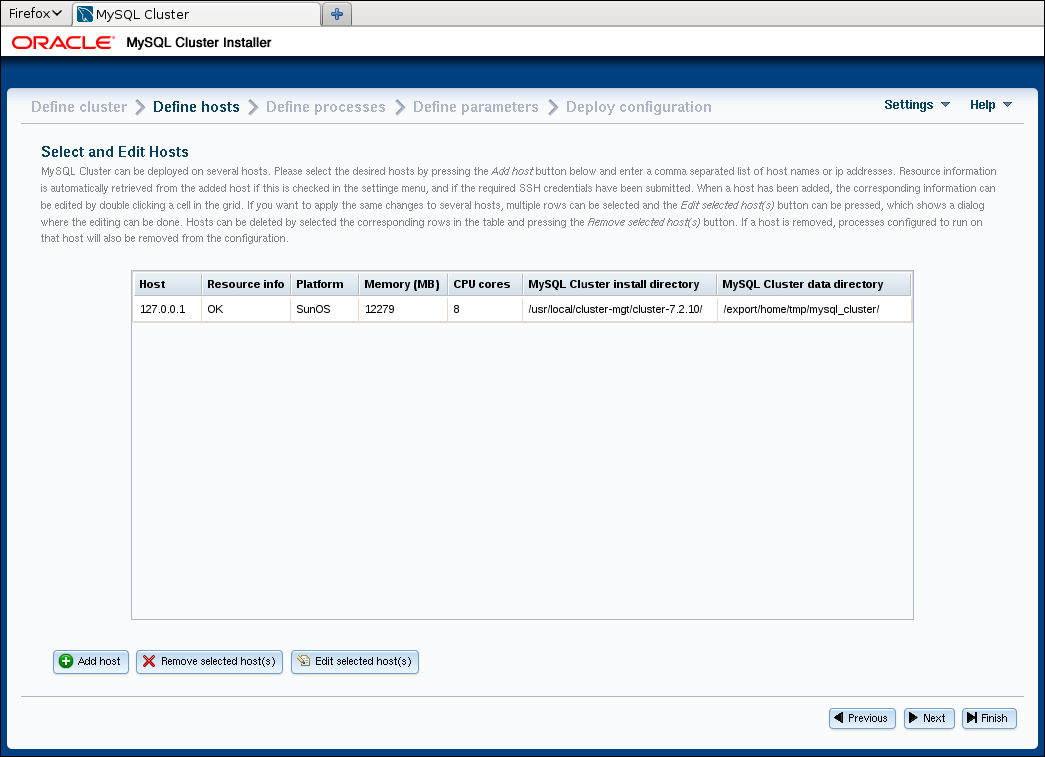 Firefox MySQL Cluster
ORACLE MySQL Cluster Installer
Define cluster Define hosts Define processes Define parameters Deploy configuration Settings Help
Select and Edit Hosts
MySQL Cluster can be deployed on several hosts. Please select the desired hosts by pressing the Add host button below and enter a comma separated list of host names or ip addresses. Resource information
is automatically retrieved from the added host if this is checked in the settinge menu, and if the required SSH credentials have been submitted. When a host has been added, the corresponding information can
be edited by double clicking a cell in the grid. If you want to apply the same changes to several hosts, multiple rows can be selected and the Edit selected host(s) button can be pressed, which shows a dialog
where the editing can be done. Hosts can be deleted by selected the corresponding rows in the table and pressing the Remove selected host(s) button. If a host is removed, processes configured to run on
that host will also be removed from the configuration.
Host Resource info Platform Memory (MB) CPU cores MySQL Cluster install directory MySQL Cluster data directory
127.0.0.1 OK SunOS 12279 8 /usr/local/cluster-mgt/cluster-7.2.10/ /export/home/tmp/mysql_cluster/
Add host Remove selected host(s) Edit selected host(s)
Previous Next Finish